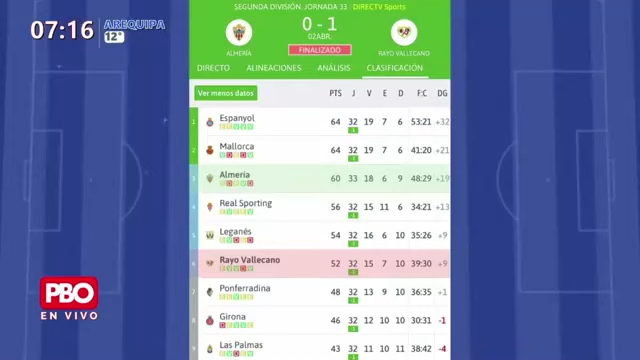 07:16
AREQUIPA
12°
SEGUNDA DIVISIÓN. JORNADA 33 DIRECTV Sports
0 - 1
02ABR.
FINALIZADO
ALMERÍA
RAYO VALLECANO
DIRECTO ALINEACIONES ANÁLISIS CLASIFICACIÓN
Ver menos datos PTS J V E D F:C DG
1 Espanyol 64 32 19 7 6 53:21 +32
2 Mallorca 64 32 19 7 6 41:20 +21
3 Almería 60 33 18 6 9 48:29 +19
4 Real Sporting 56 32 15 11 6 34:21 +13
5 Leganés 54 32 16 6 10 35:26 +9
6 Rayo Vallecano 52 32 15 7 10 39:30 +9
7 Ponferradina 48 32 13 9 10 36:35 +1
8 Girona 46 32 12 10 10 30:31 -1
9 Las Palmas 44 32 11 11 10 38:42 -4
PBO
EN VIVO